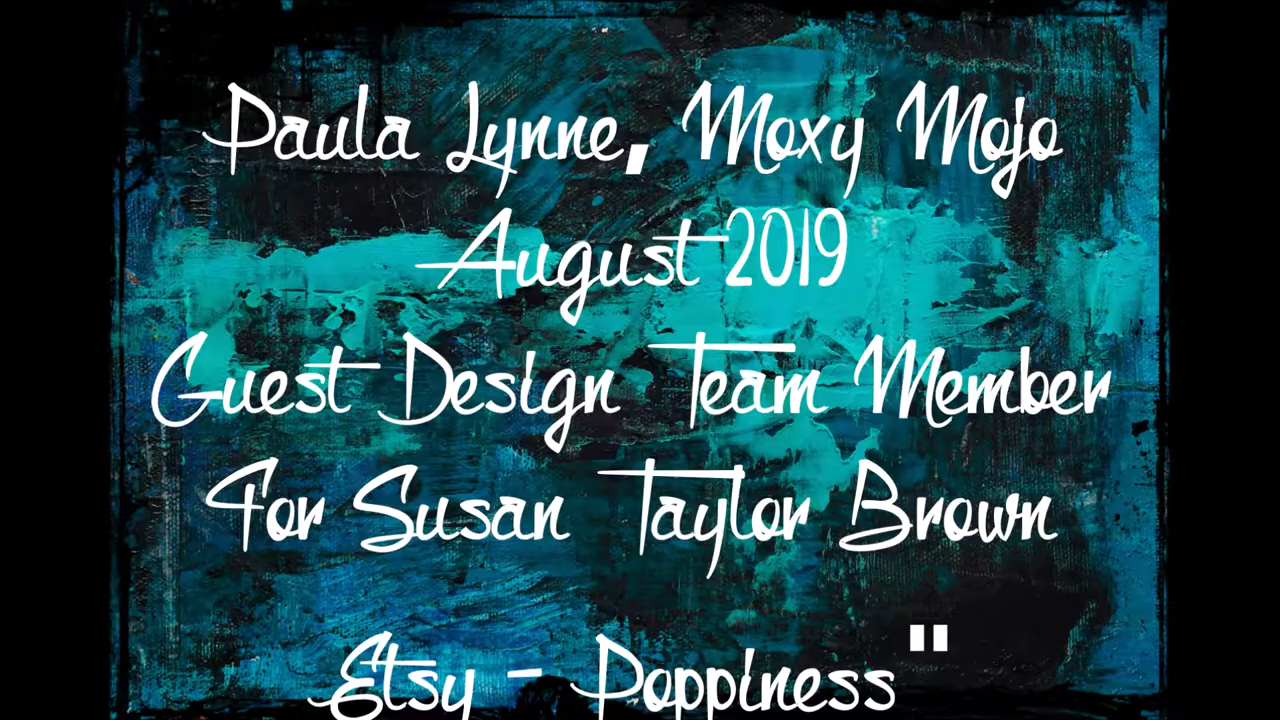 Paula Lynne, Moxy Mojo
August 2019
Guest Design Team Member
For Susan Taylor Brown
Etsy - Poppiness"